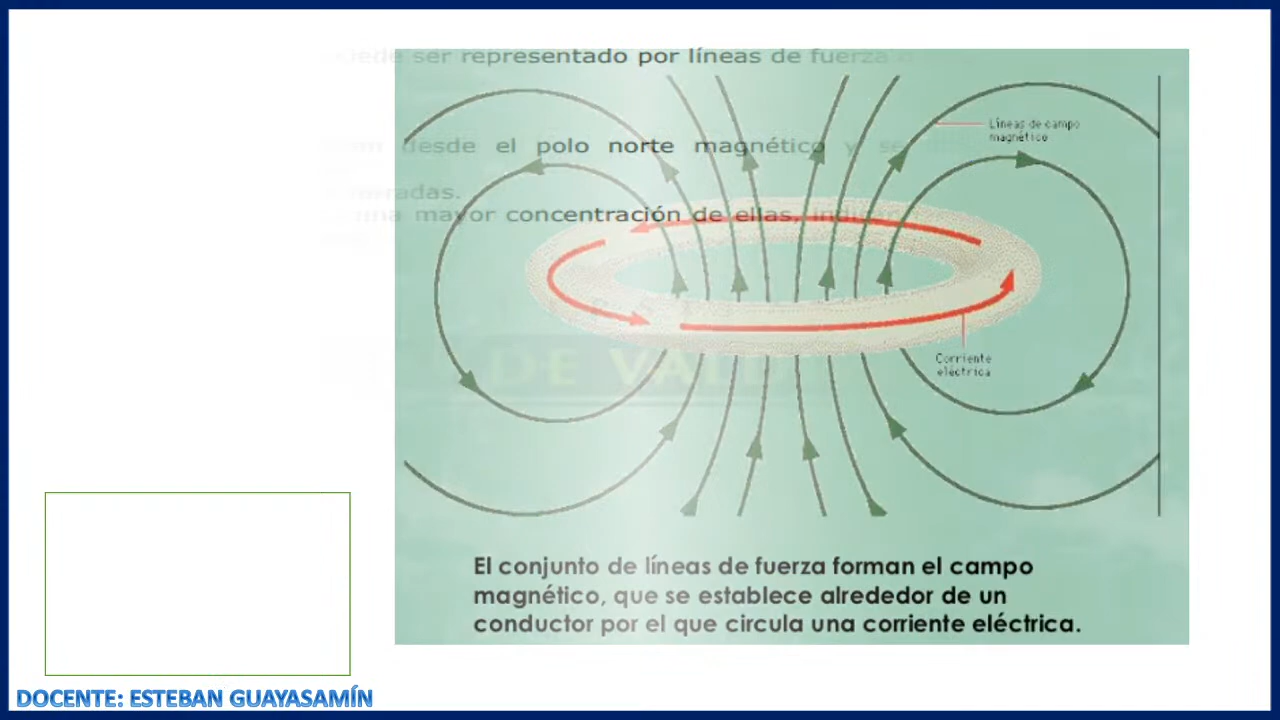 ser representado por líneas de fuerza
Líneas de campo
magnético
desde el polo norte magnético y
una mayor concentración de ellas,
Corriente
eléctrica
DE
El conjunto de líneas de fuerza forman el campo
magnético, que se establece alrededor de un
conductor por el que circula una corriente eléctrica.
DOCENTE: ESTEBAN GUAYASAMÍN